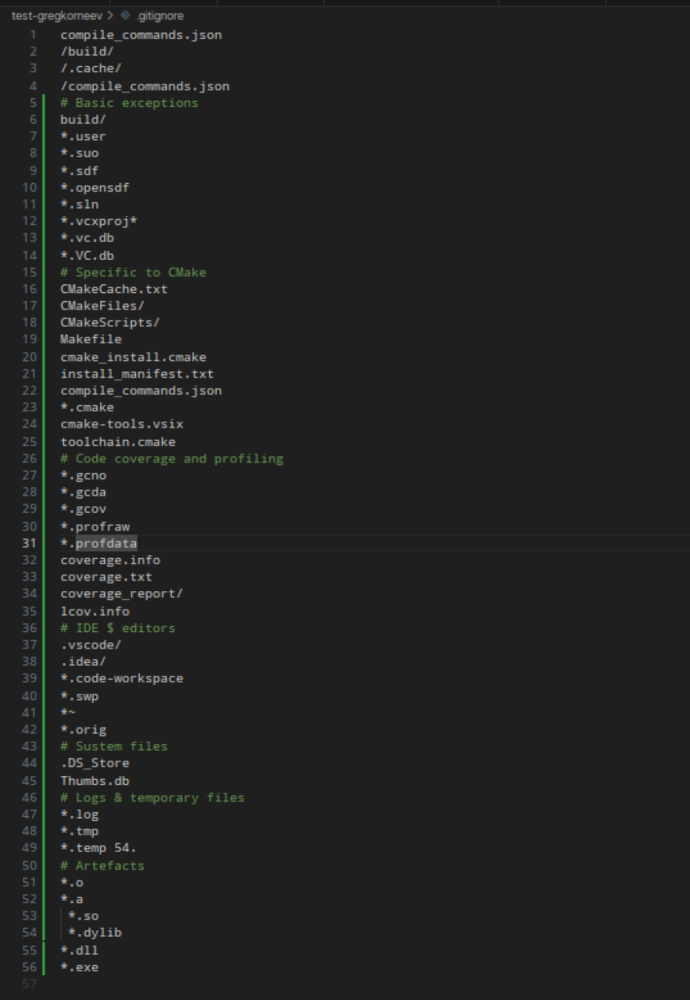 test-gregkorneev > .gitignore
1 compile_commands.json
2 /build/
3 /.cache/
4 /compile_commands.json
5 # Basic exceptions
6 build/
7 *.user
8 *.suo
9 *.sdf
10 *.opensdf
11 *.sln
12 *.vcxproj*
13 *.vc.db
14 *.VC.db
15 # Specific to CMake
16 CMakeCache.txt
17 CMakeFiles/
18 CMakeScripts/
19 Makefile
20 cmake_install.cmake
21 install_manifest.txt
22 compile_commands.json
23 *.cmake
24 cmake-tools.vsix
25 toolchain.cmake
26 # Code coverage and profiling
27 *.gcno
28 *.gcda
29 *.gcov
30 *.profraw
31 *.profdata
32 coverage.info
33 coverage.txt
34 coverage_report/
35 lcov.info
36 # IDE $ editors
37 .vscode/
38 .idea/
39 *.code-workspace
40 *.swp
41 *~
42 *.orig
43 # Sustem files
44 .DS_Store
45 Thumbs.db
46 # Logs & temporary files
47 *.log
48 *.tmp
49 *.temp 54.
50 # Artefacts
51 *.o
52 *.a
53 *.so
54 *.dylib
55 *.dll
56 *.exe
57